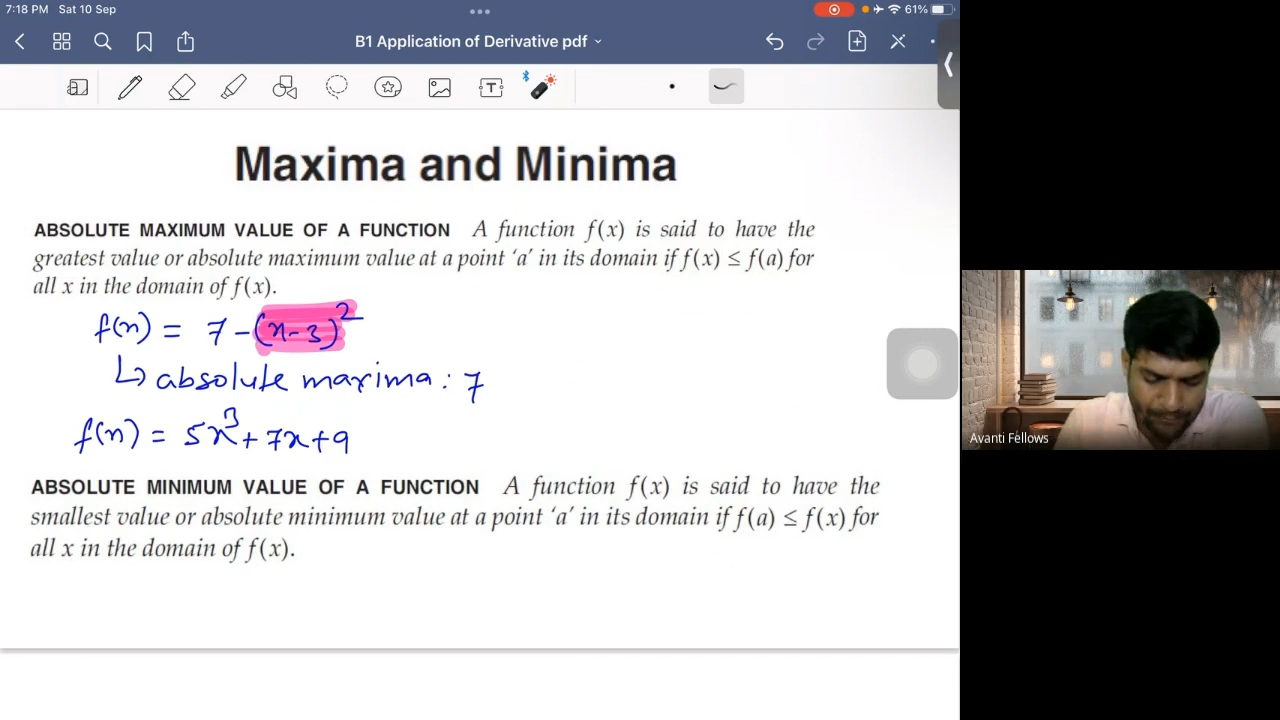 7:18 PM Sat 10 Sep
61%
B1 Application of Derivative pdf
T
Maxima and Minima
ABSOLUTE MAXIMUM VALUE OF A FUNCTION A function f(x) is said to have the
greatest value or absolute maximum value at a point ‘a’ in its domain if f(x) ≤ f(a) for
all x in the domain of f(x).
f(x) = 7 - (x-3)²
↳ absolute maxima : 7
f(x) = 5x³ + 7x + 9
ABSOLUTE MINIMUM VALUE OF A FUNCTION A function f(x) is said to have the
smallest value or absolute minimum value at a point ‘a’ in its domain if f(a) ≤ f(x) for
all x in the domain of f(x).
Avanti Fellows